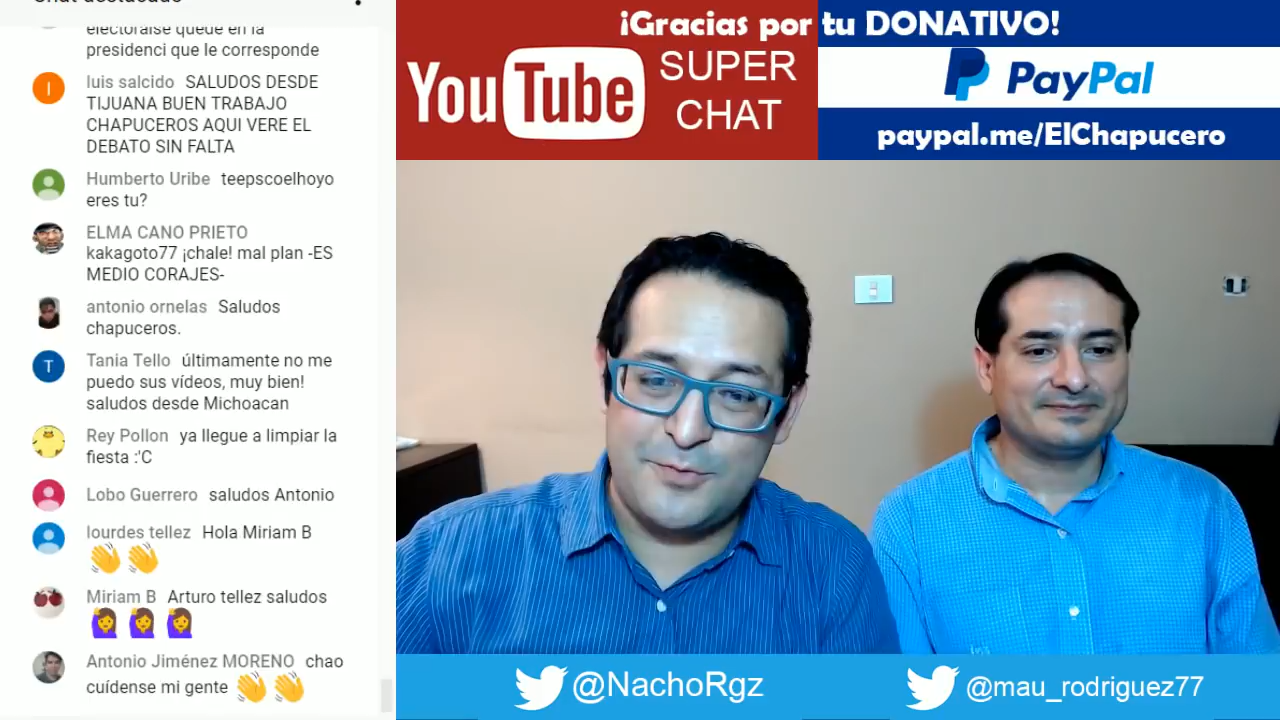 Chat destacado
electoralse quede en la
presidenci que le corresponde
luis salcido SALUDOS DESDE
TIJUANA BUEN TRABAJO
CHAPUCEROS AQUI VERE EL
DEBATO SIN FALTA
Humberto Uribe teepscoelhoyo
eres tu?
ELMA CANO PRIETO
kakagoto77 ¡chale! mal plan -ES
MEDIO CORAJES-
antonio ornelas Saludos
chapuceros.
Tania Tello últimamente no me
puedo sus vídeos, muy bien!
saludos desde Michoacan
Rey Pollon ya llegue a limpiar la
fiesta :'C
Lobo Guerrero saludos Antonio
lourdes tellez Hola Miriam B
👋👋
Miriam B Arturo tellez saludos
🙋‍♀️🙋‍♀️🙋‍♀️
Antonio Jiménez MORENO chao
cuídense mi gente 👋👋
¡Gracias por tu DONATIVO!
YouTube
SUPER
CHAT
PayPal
paypal.me/ElChapucero
@NachoRgz
@mau_rodriguez77